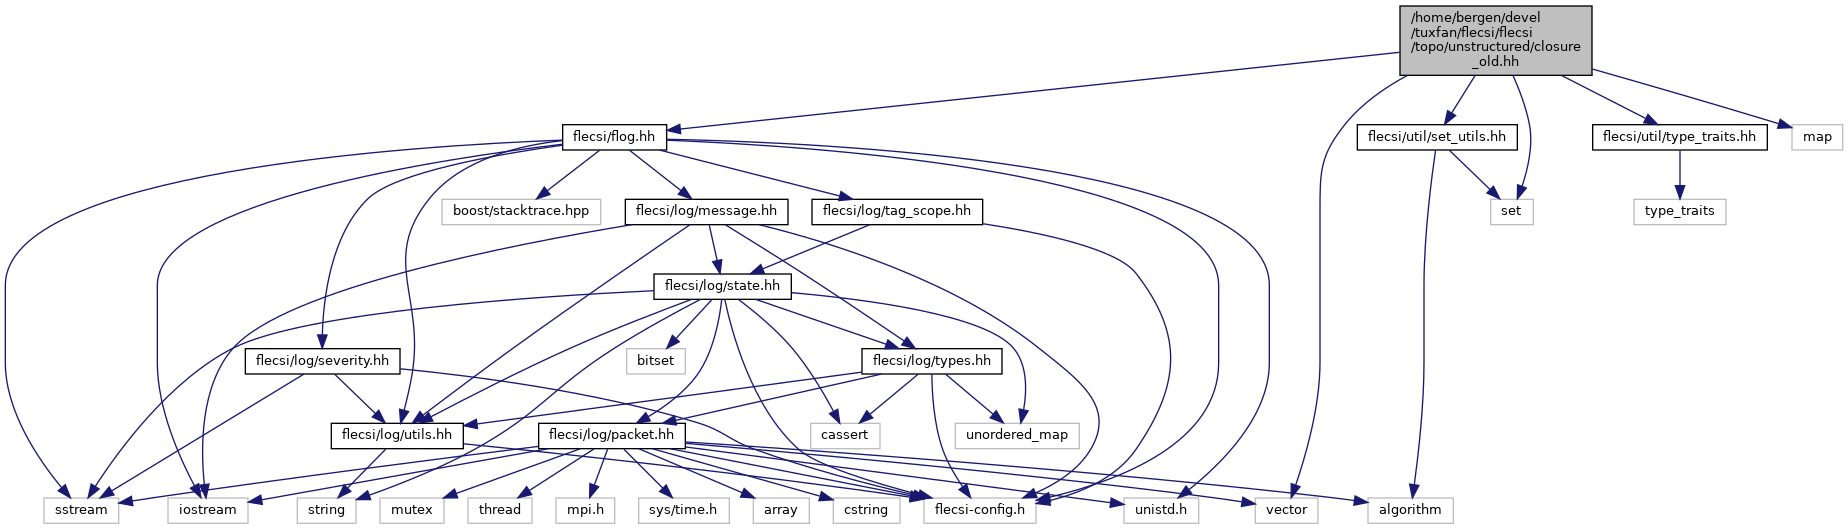 /home/bergen/devel
/tuxfan/flecsi/flecsi
/topo/unstructured/closure
_old.hh
flecsi/flog.hh
flecsi/util/set_utils.hh
flecsi/util/type_traits.hh
map
boost/stacktrace.hpp
flecsi/log/message.hh
flecsi/log/tag_scope.hh
set
type_traits
flecsi/log/state.hh
flecsi/log/severity.hh
bitset
flecsi/log/types.hh
flecsi/log/utils.hh
flecsi/log/packet.hh
cassert
unordered_map
sstream
iostream
string
mutex
thread
mpi.h
sys/time.h
array
cstring
flecsi-config.h
unistd.h
vector
algorithm